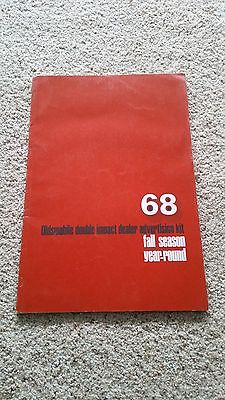 68
Oldsmobile double impact dealer advertising kit
fall season
year-round